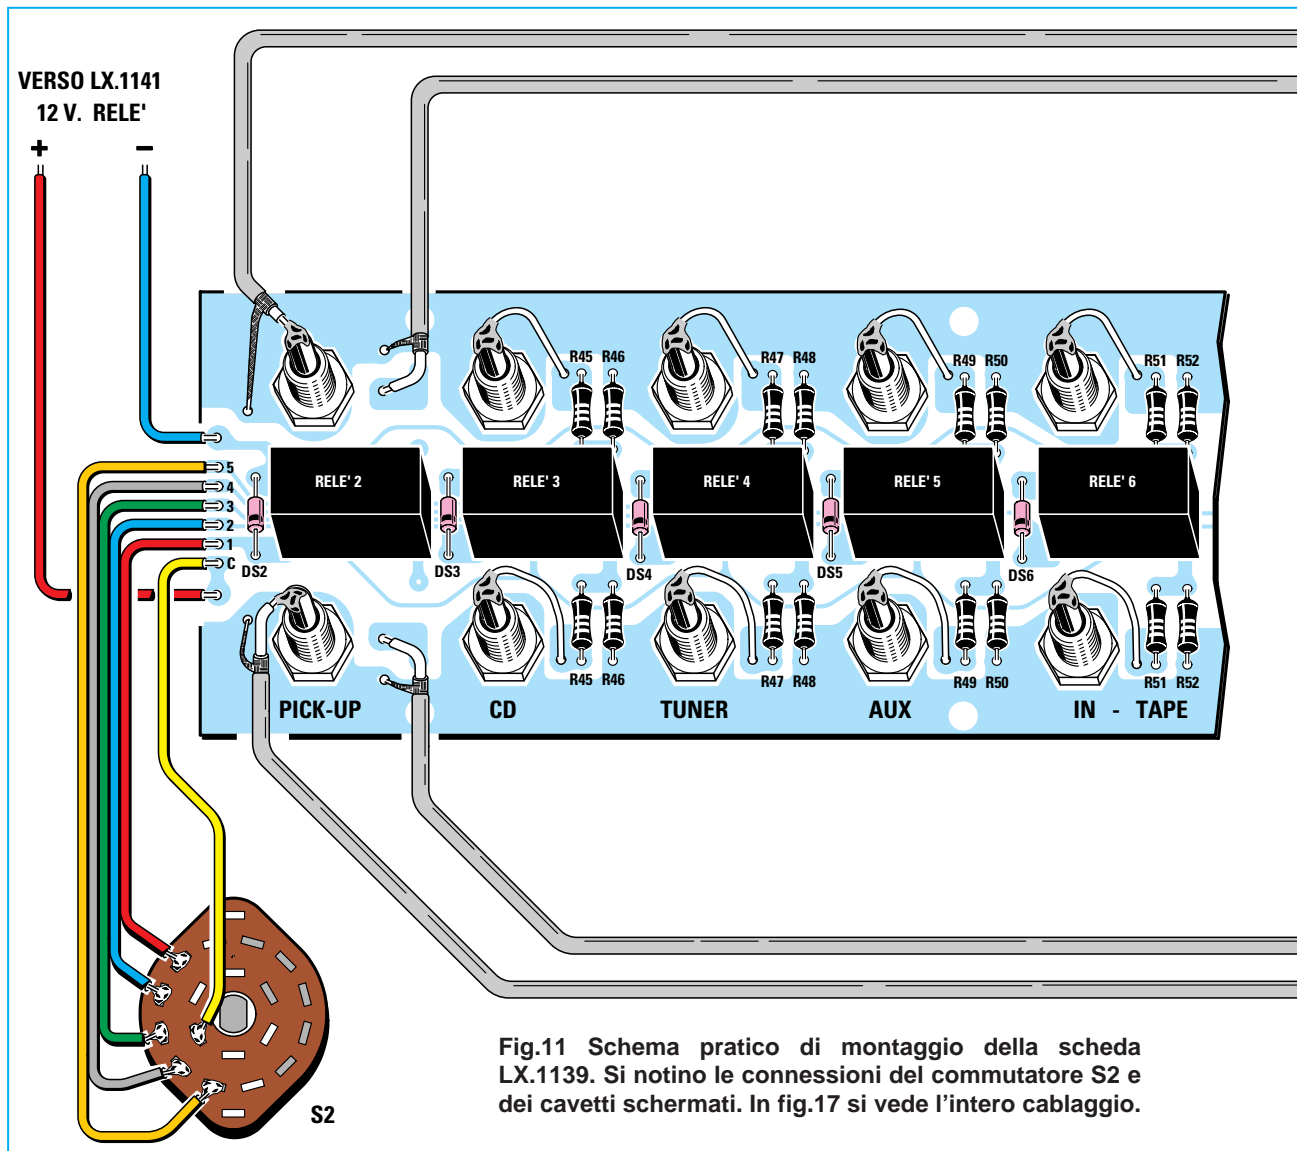 VERSO LX.1141
12 V. RELE'
+ −
R45 R46 R47 R48 R49 R50 R51 R52
5
4
3
2
1
C
RELE' 2 RELE' 3 RELE' 4 RELE' 5 RELE' 6
DS2 DS3 DS4 DS5 DS6
R45 R46 R47 R48 R49 R50 R51 R52
PICK-UP CD TUNER AUX IN - TAPE
S2
Fig.11 Schema pratico di montaggio della scheda
LX.1139. Si notino le connessioni del commutatore S2 e
dei cavetti schermati. In fig.17 si vede l'intero cablaggio.